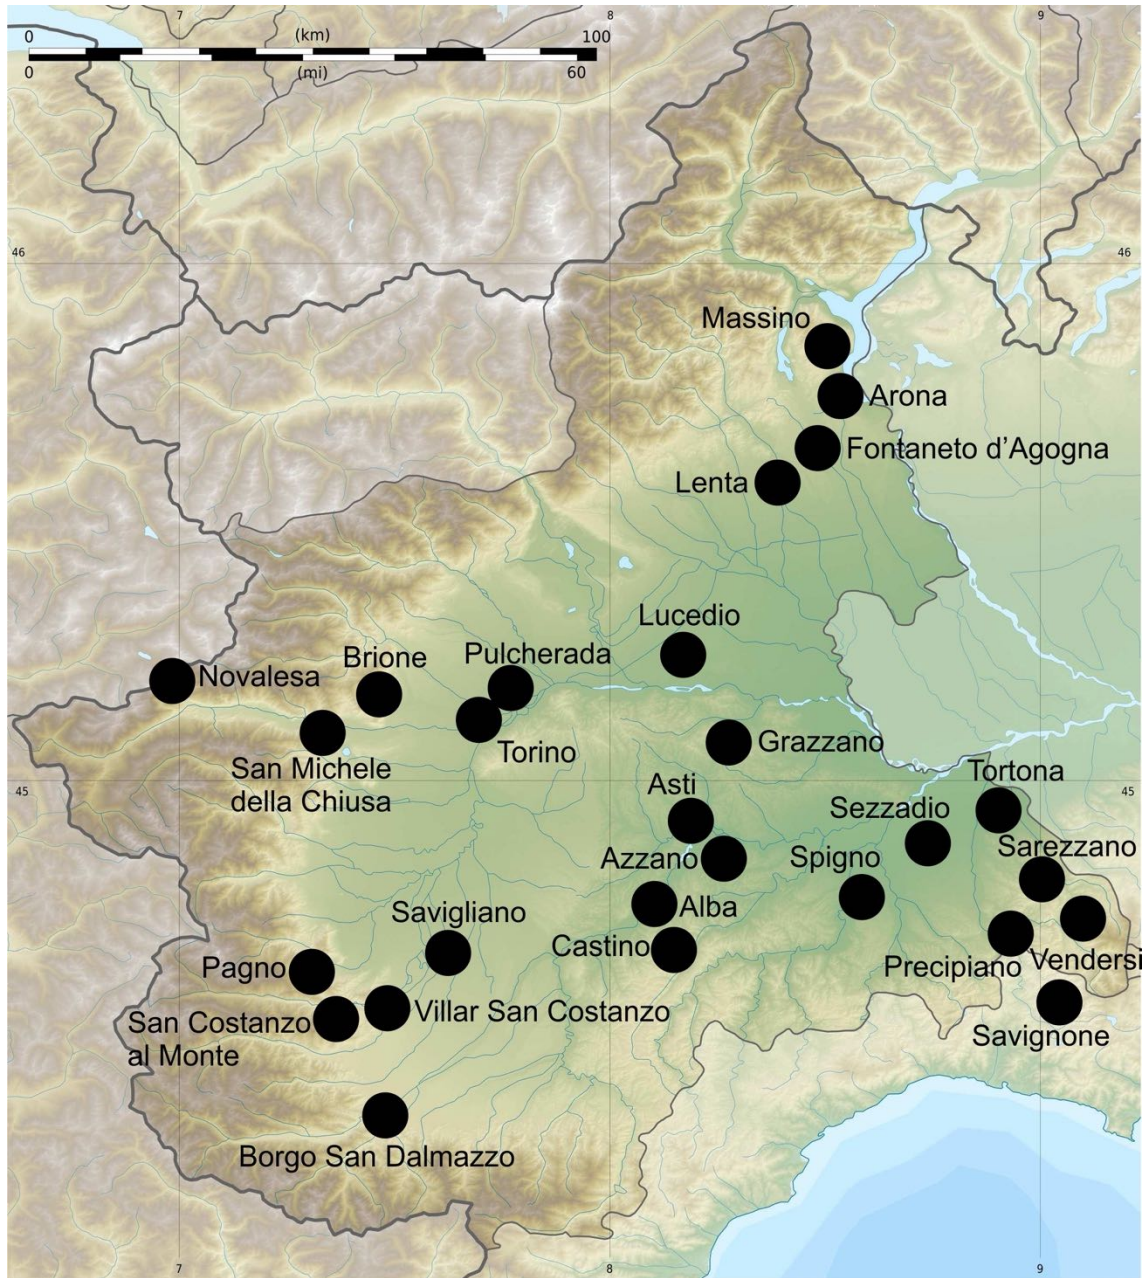 7
8
9
0
(km)
100
0
(mi)
60
46
46
Massino
Arona
Fontaneto d’Agogna
Lenta
Lucedio
Brione
Pulcherada
Novalesa
Torino
San Michele
della Chiusa
Grazzano
45
45
Asti
Tortona
Sezzadio
Azzano
Spigno
Sarezzano
Alba
Savigliano
Castino
Pagno
Precipiano
Vendersi
San Costanzo
al Monte
Villar San Costanzo
Savignone
Borgo San Dalmazzo
7
8
9